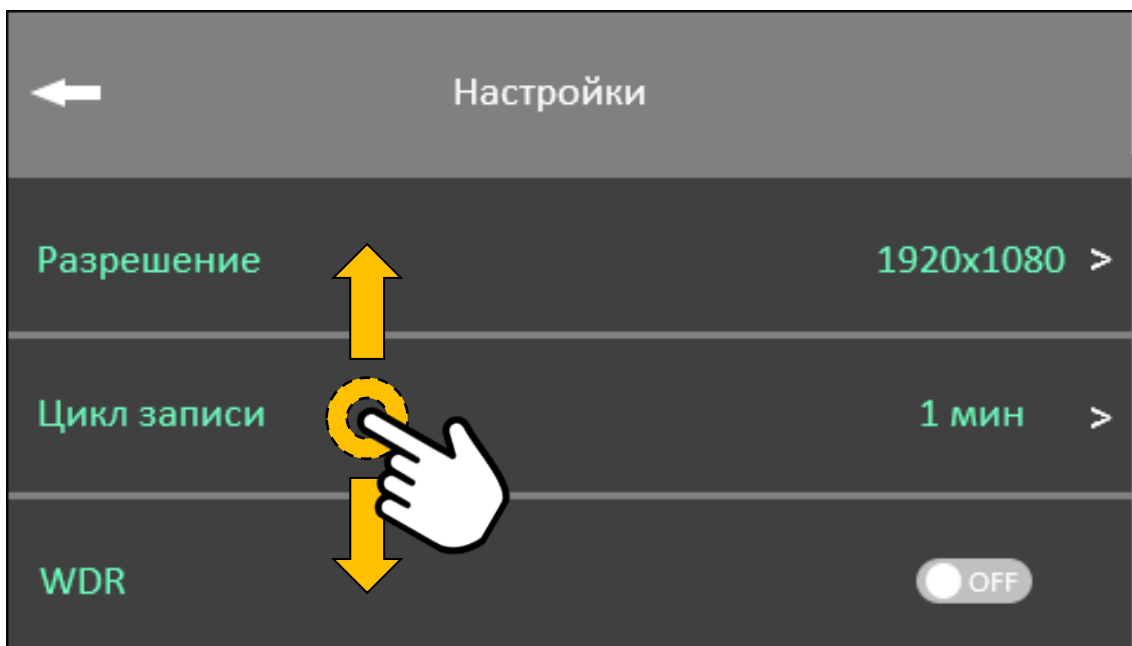 Настройки
Разрешение 1920x1080 >
Цикл записи 1 мин >
WDR OFF